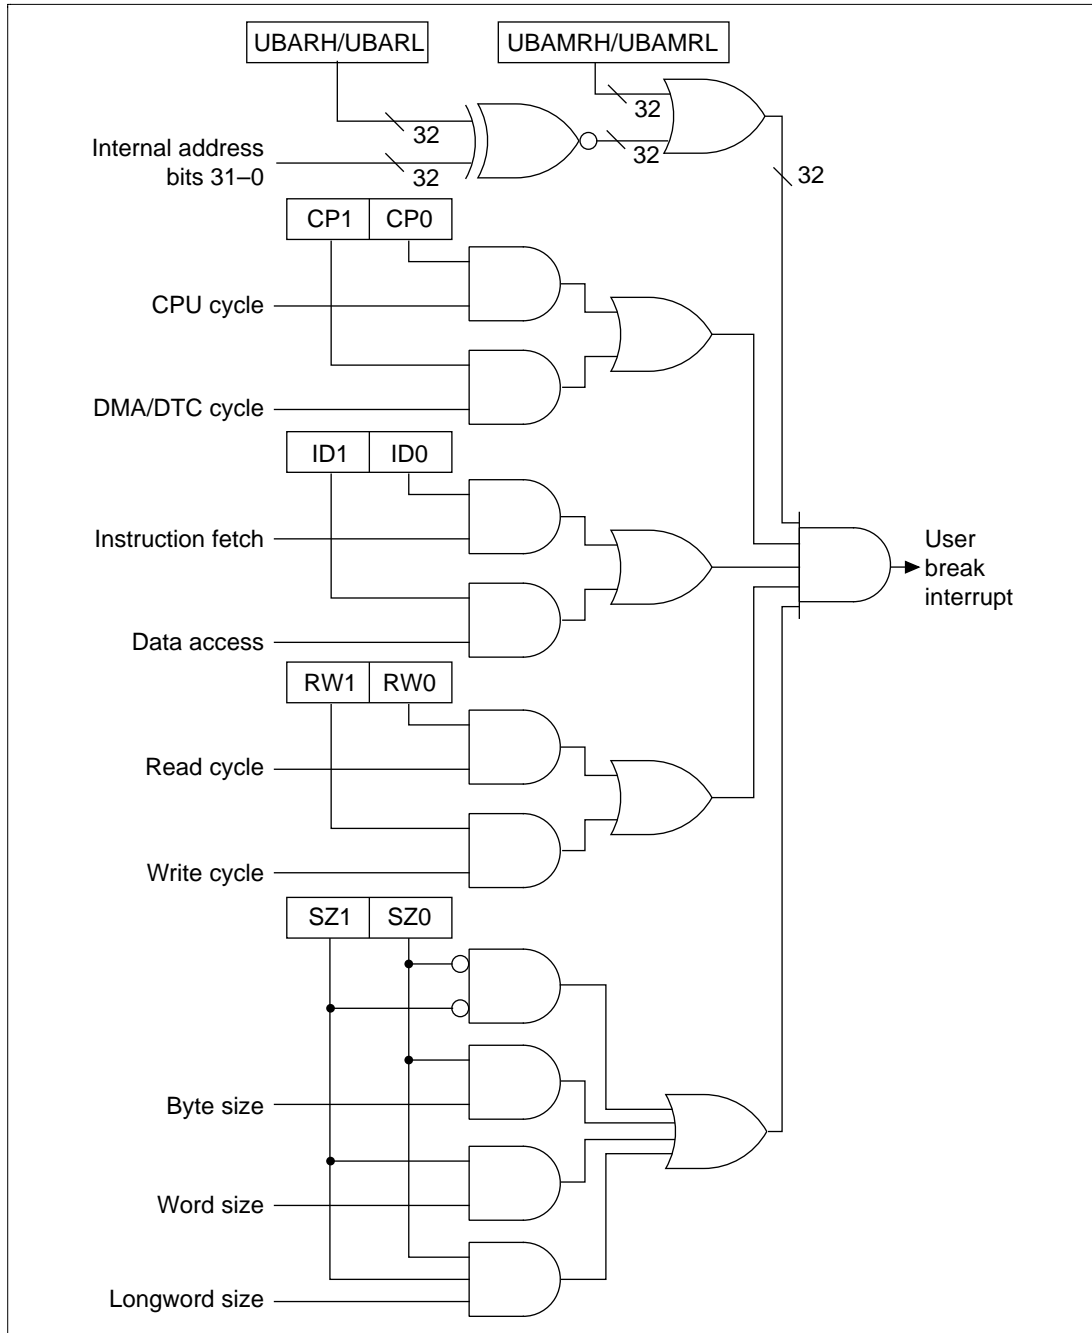 UBARH/UBARL
UBAMRH/UBAMRL
32
32
32
Internal address
bits 31–0
32
32
CP1 CP0
CPU cycle
DMA/DTC cycle
ID1 ID0
Instruction fetch
User
break
interrupt
Data access
RW1 RW0
Read cycle
Write cycle
SZ1 SZ0
Byte size
Word size
Longword size